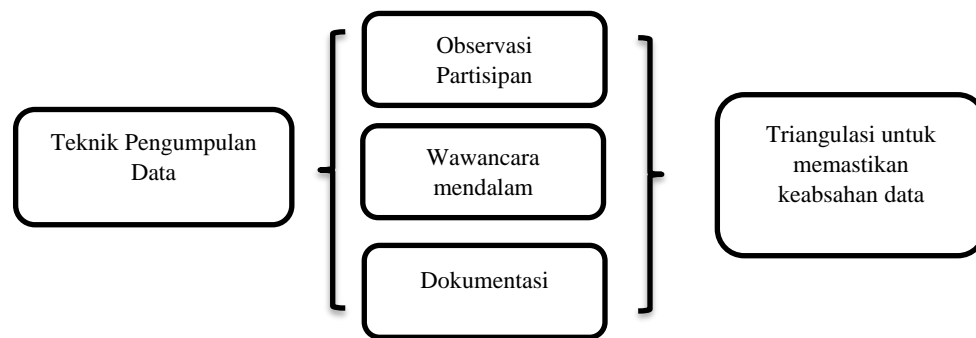 Teknik Pengumpulan
Data
Observasi
Partisipan
Wawancara
mendalam
Dokumentasi
Triangulasi untuk
memastikan
keabsahan data